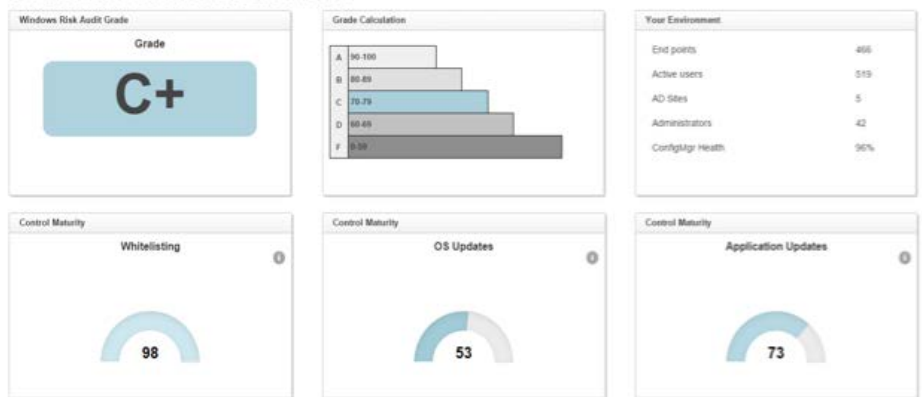 Windows Risk Audit Grade
Grade
C+
Grade Calculation
A 90-100
B 80-89
C 70-79
D 60-69
F 0-59
Your Environment
End points 466
Active users 519
AD Sites 5
Administrators 42
ConfigMgr Health 96%
Control Maturity
Whitelisting
98
Control Maturity
OS Updates
53
Control Maturity
Application Updates
73